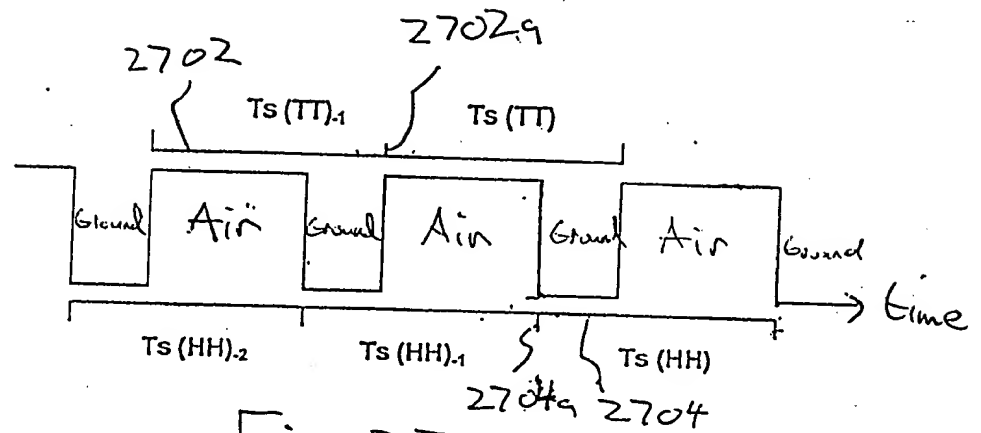 2702a
2702
Ts (TT)-1 Ts (TT)
Ground Air Ground Air Ground Air Ground
time
Ts (HH)-2 Ts (HH)-1 Ts (HH)
2704a 2704